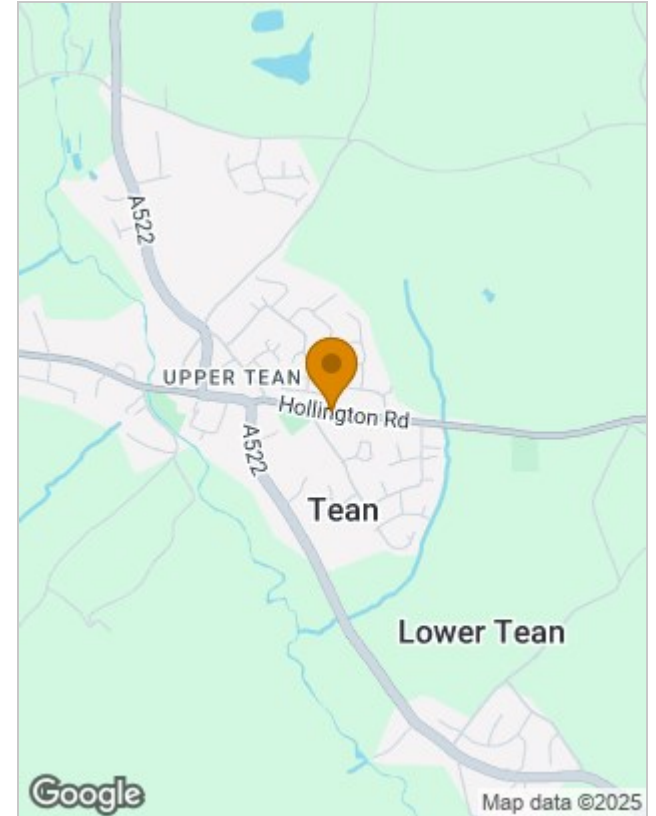 A522
UPPER TEAN
Hollington Rd
A522
Tean
Lower Tean
Google
Map data ©2025